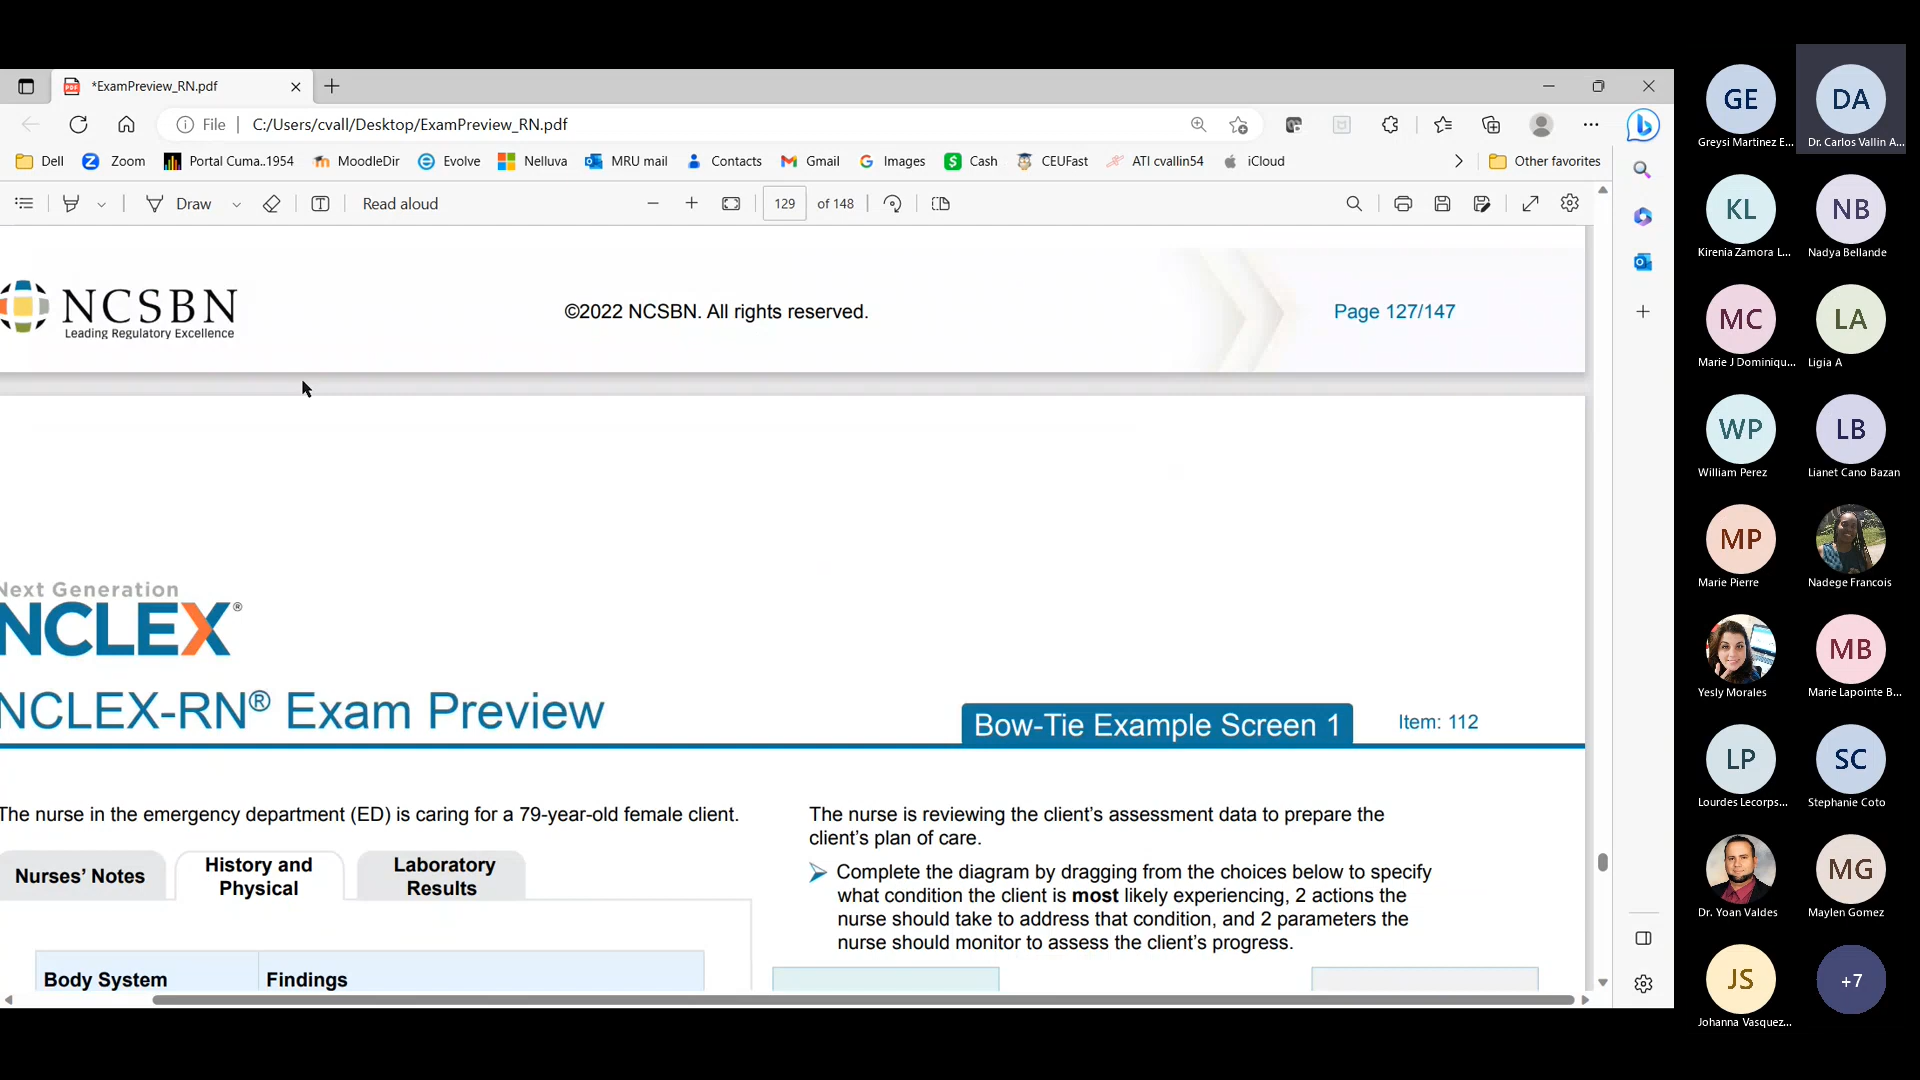 *ExamPreview_RN.pdf
File
C:/Users/cvall/Desktop/ExamPreview_RN.pdf
Dell
Zoom
Portal Cuma..1954
MoodleDir
Evolve
Nelluva
MRU mail
Contacts
Gmail
Images
Cash
CEUFast
ATI cvallin54
iCloud
Other favorites
Draw
Read aloud
129
of 148
NCSBN
Leading Regulatory Excellence
©2022 NCSBN. All rights reserved.
Page 127/147
Next Generation
NCLEX®
NCLEX-RN® Exam Preview
Bow-Tie Example Screen 1
Item: 112
The nurse in the emergency department (ED) is caring for a 79-year-old female client.
Nurses’ Notes
History and
Physical
Laboratory
Results
Body System
Findings
The nurse is reviewing the client’s assessment data to prepare the
client’s plan of care.
Complete the diagram by dragging from the choices below to specify
what condition the client is most likely experiencing, 2 actions the
nurse should take to address that condition, and 2 parameters the
nurse should monitor to assess the client’s progress.
GE
Greysi Martinez E...
DA
Dr. Carlos Vallin A...
KL
Kirenia Zamora L...
NB
Nadya Bellande
MC
Marie J Dominiqu...
LA
Ligia A
WP
William Perez
LB
Lianet Cano Bazan
MP
Marie Pierre
Nadege Francois
Yesly Morales
MB
Marie Lapointe B...
LP
Lourdes Lecorps...
SC
Stephanie Coto
Dr. Yoan Valdes
MG
Maylen Gomez
JS
Johanna Vasquez...
+7